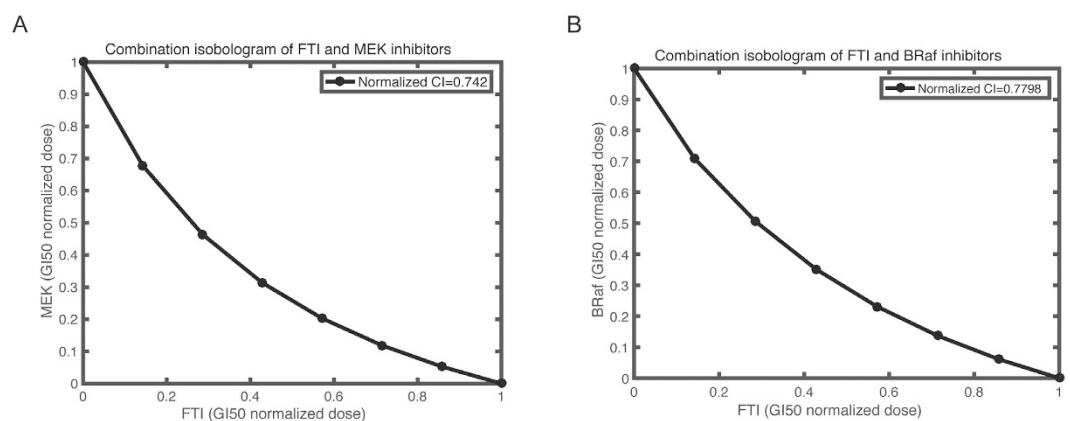 A
Combination isobologram of FTI and MEK inhibitors
Normalized CI=0.742
1
0.9
0.8
0.7
0.6
0.5
0.4
0.3
0.2
0.1
0
MEK (GI50 normalized dose)
0 0.2 0.4 0.6 0.8 1
FTI (GI50 normalized dose)
B
Combination isobologram of FTI and BRaf inhibitors
Normalized CI=0.7798
1
0.9
0.8
0.7
0.6
0.5
0.4
0.3
0.2
0.1
0
BRaf (GI50 normalized dose)
0 0.2 0.4 0.6 0.8 1
FTI (GI50 normalized dose)